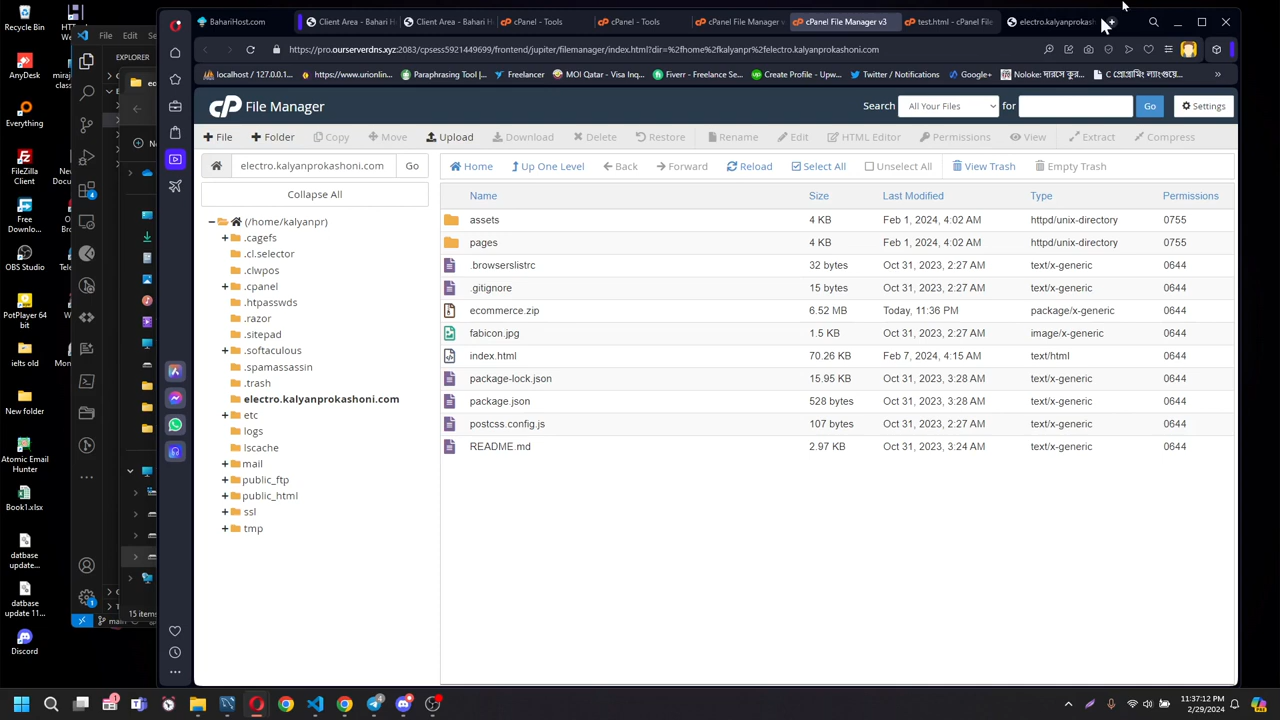 Recycle Bin
AnyDesk
Everything
FileZilla Client
Free Downlo...
OBS Studio
PotPlayer 64 bit
ielts old
New folder
Atomic Email Hunter
Book1.xlsx
datbase update...
datbase update 11...
Discord
File
EXPLORER
15 items
main
BahariHost.com
Client Area - Bahari H
Client Area - Bahari H
cPanel - Tools
cPanel - Tools
cPanel File Manager v
cPanel File Manager v3
test.html - cPanel File
electro.kalyanprokash
https://pro.ourserverdns.xyz:2083/cpsess5921449699/frontend/jupiter/filemanager/index.html?dir=%2fhome%2fkalyanpr%2felectro.kalyanprokashoni.com
localhost / 127.0.0.1...
https://www.urionlin...
Paraphrasing Tool |...
Freelancer
MOI Qatar - Visa Inq...
Fiverr - Freelance Se...
Create Profile - Upw...
Twitter / Notifications
Google+
Noloke: দারসে কুর...
C প্রোগ্রামিং ল্যাংগুয়ে...
»
cP File Manager
Search All Your Files for Go Settings
+ File + Folder Copy Move Upload Download Delete Restore Rename Edit HTML Editor Permissions View Extract Compress
electro.kalyanprokashoni.com Go
Home Up One Level Back Forward Reload Select All Unselect All View Trash Empty Trash
Collapse All
(/home/kalyanpr)
.cagefs
.cl.selector
.clwpos
.cpanel
.htpasswds
.razor
.sitepad
.softaculous
.spamassassin
.trash
electro.kalyanprokashoni.com
etc
logs
lscache
mail
public_ftp
public_html
ssl
tmp
Name Size Last Modified Type Permissions
assets 4 KB Feb 1, 2024, 4:02 AM httpd/unix-directory 0755
pages 4 KB Feb 1, 2024, 4:02 AM httpd/unix-directory 0755
.browserslistrc 32 bytes Oct 31, 2023, 2:27 AM text/x-generic 0644
.gitignore 15 bytes Oct 31, 2023, 2:27 AM text/x-generic 0644
ecommerce.zip 6.52 MB Today, 11:36 PM package/x-generic 0644
fabicon.jpg 1.5 KB Oct 31, 2023, 2:27 AM image/x-generic 0644
index.html 70.26 KB Feb 7, 2024, 4:15 AM text/html 0644
package-lock.json 15.95 KB Oct 31, 2023, 3:28 AM text/x-generic 0644
package.json 528 bytes Oct 31, 2023, 3:28 AM text/x-generic 0644
postcss.config.js 107 bytes Oct 31, 2023, 2:27 AM text/x-generic 0644
README.md 2.97 KB Oct 31, 2023, 3:24 AM text/x-generic 0644
11:37:12 PM
2/29/2024